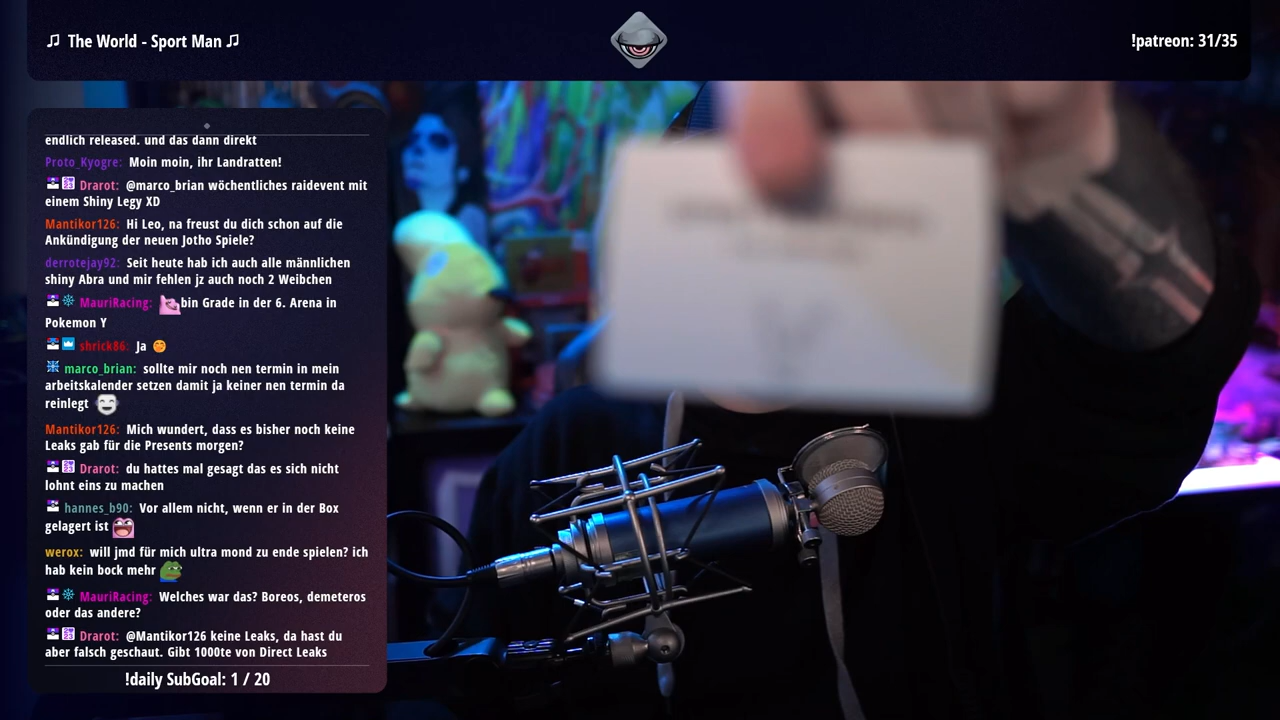 ♫ The World - Sport Man ♫
!patreon: 31/35
endlich released. und das dann direkt
Proto_Kyogre: Moin moin, ihr Landratten!
Drarot: @marco_brian wöchentliches raidevent mit
einem Shiny Legy XD
Mantikor126: Hi Leo, na freust du dich schon auf die
Ankündigung der neuen Jotho Spiele?
derrotejay92: Seit heute hab ich auch alle männlichen
shiny Abra und mir fehlen jz auch noch 2 Weibchen
MauriRacing: bin Grade in der 6. Arena in
Pokemon Y
shrick86: Ja
marco_brian: sollte mir noch nen termin in mein
arbeitskalender setzen damit ja keiner nen termin da
reinlegt
Mantikor126: Mich wundert, dass es bisher noch keine
Leaks gab für die Presents morgen?
Drarot: du hattes mal gesagt das es sich nicht
lohnt eins zu machen
hannes_b90: Vor allem nicht, wenn er in der Box
gelagert ist
werox: will jmd für mich ultra mond zu ende spielen? ich
hab kein bock mehr
MauriRacing: Welches war das? Boreos, demeteros
oder das andere?
Drarot: @Mantikor126 keine Leaks, da hast du
aber falsch geschaut. Gibt 1000te von Direct Leaks
!daily SubGoal: 1 / 20